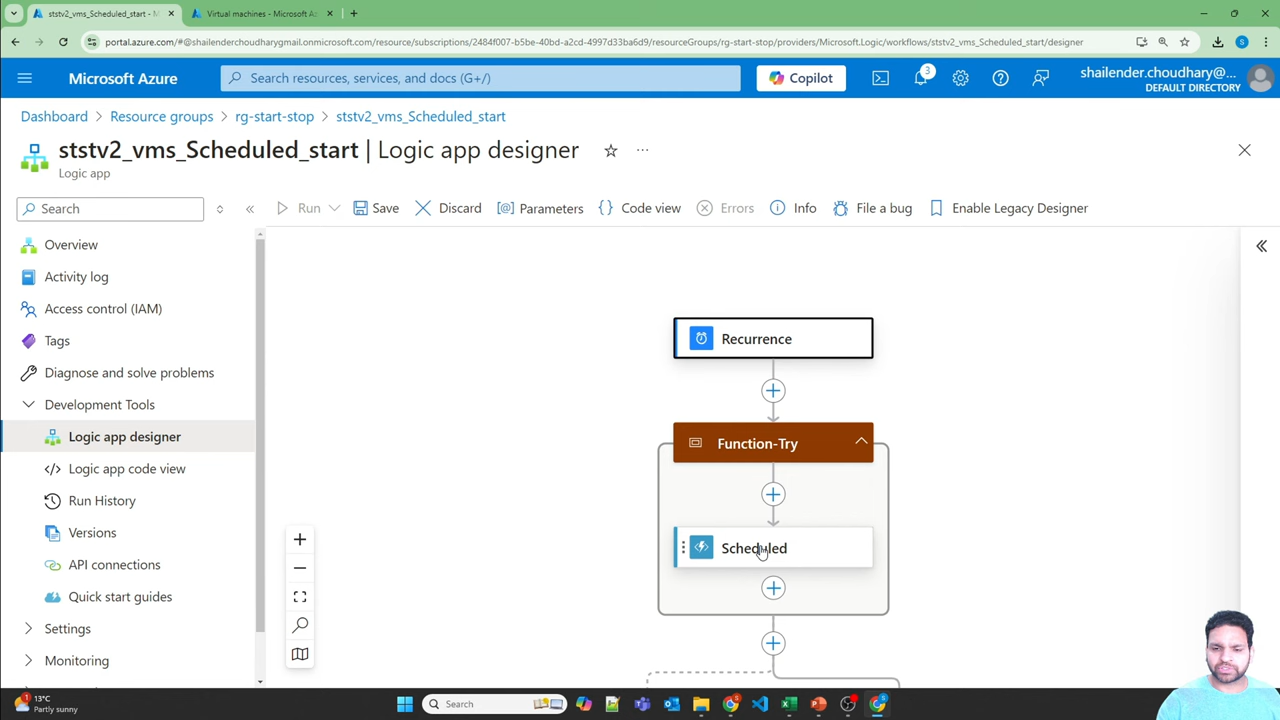 ststv2_vms_Scheduled_start - M
Virtual machines - Microsoft A
portal.azure.com/#@shailenderchoudharygmail.onmicrosoft.com/resource/subscriptions/2484f007-b5be-40bd-a2cd-4997d33ba6d9/resourceGroups/rg-start-stop/providers/Microsoft.Logic/workflows/ststv2_vms_Scheduled_start/designer
S
Microsoft Azure
Search resources, services, and docs (G+/)
Copilot
3
shailender.choudhary@...
DEFAULT DIRECTORY
Dashboard > Resource groups > rg-start-stop > ststv2_vms_Scheduled_start
ststv2_vms_Scheduled_start | Logic app designer
Logic app
Search
Run
Save
Discard
Parameters
Code view
Errors
Info
File a bug
Enable Legacy Designer
Overview
Activity log
Access control (IAM)
Tags
Diagnose and solve problems
Development Tools
Logic app designer
Logic app code view
Run History
Versions
API connections
Quick start guides
Settings
Monitoring
Recurrence
Function-Try
Scheduled
1
13°C
Partly sunny
Search